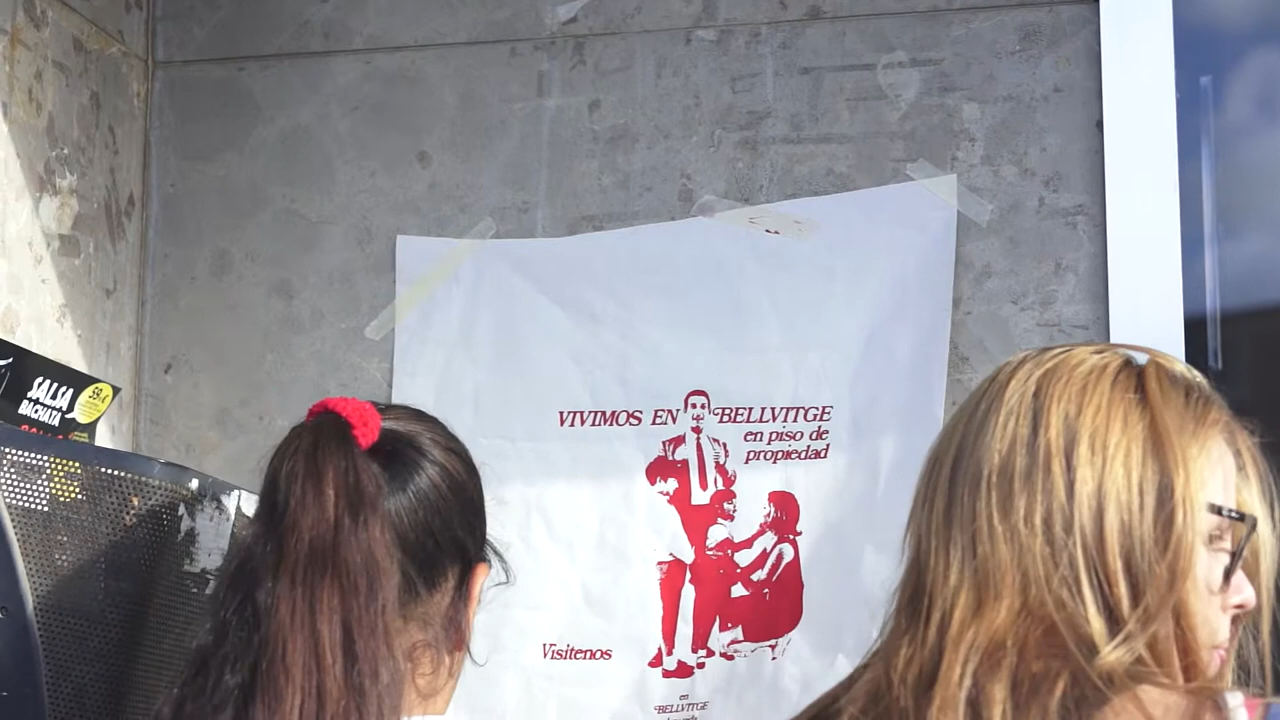 SALSA
BACHATA
59,€
VIVIMOS EN BELLVITGE
en piso de
propiedad
Visitenos
en
BELLVITGE